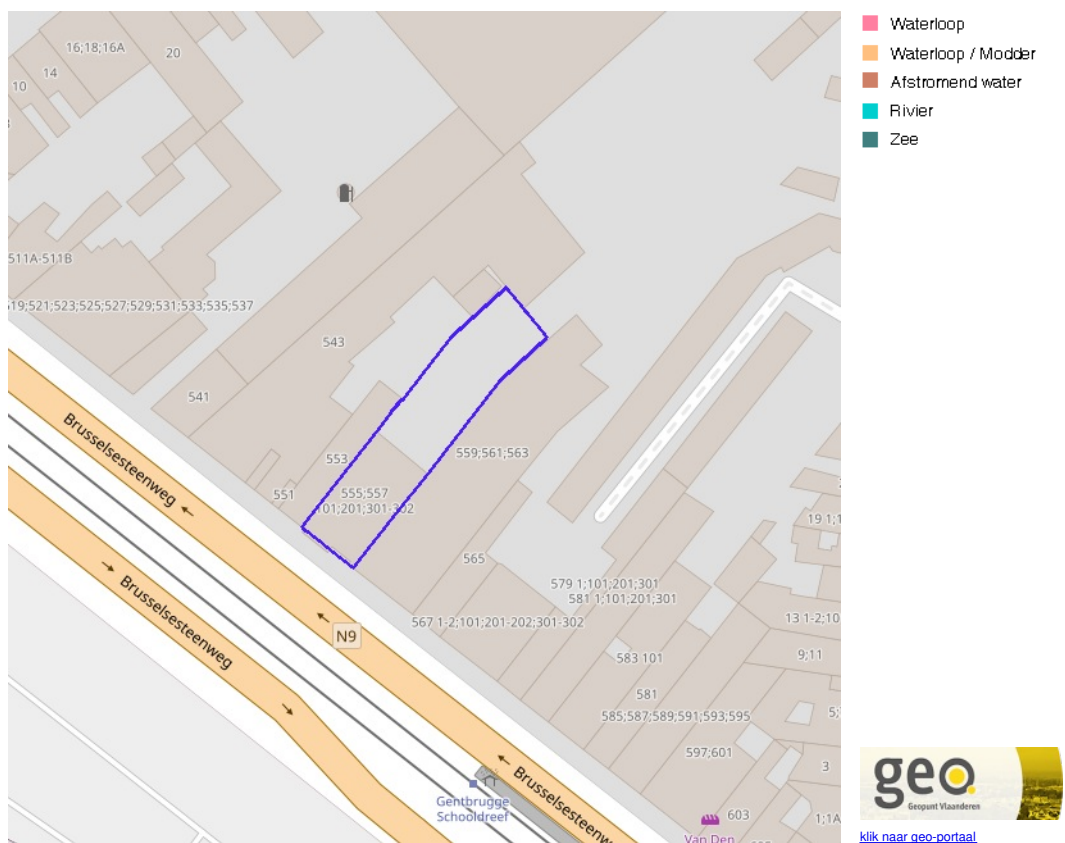 16;18;16A
20
14
10
511A-511B
19;521;523;525;527;529;531;533;535;537
543
541
553
551
555;557
101;201;301-302
559;561;563
565
567 1-2;101;201-202;301-302
579 1;101;201;301
581 1;101;201;301
583 101
581
585;587;589;591;593;595
597;601
603
19 1;1
13 1-2;10
9;11
5;
3
1;1A
Brusselsesteenweg
Brusselsesteenweg
N9
Brusselsesteenw
Gentbrugge
Schooldreef
Van Den
Waterloop
Waterloop / Modder
Afstromend water
Rivier
Zee
geo
Geopunt Vlaanderen
klik naar geo-portaal